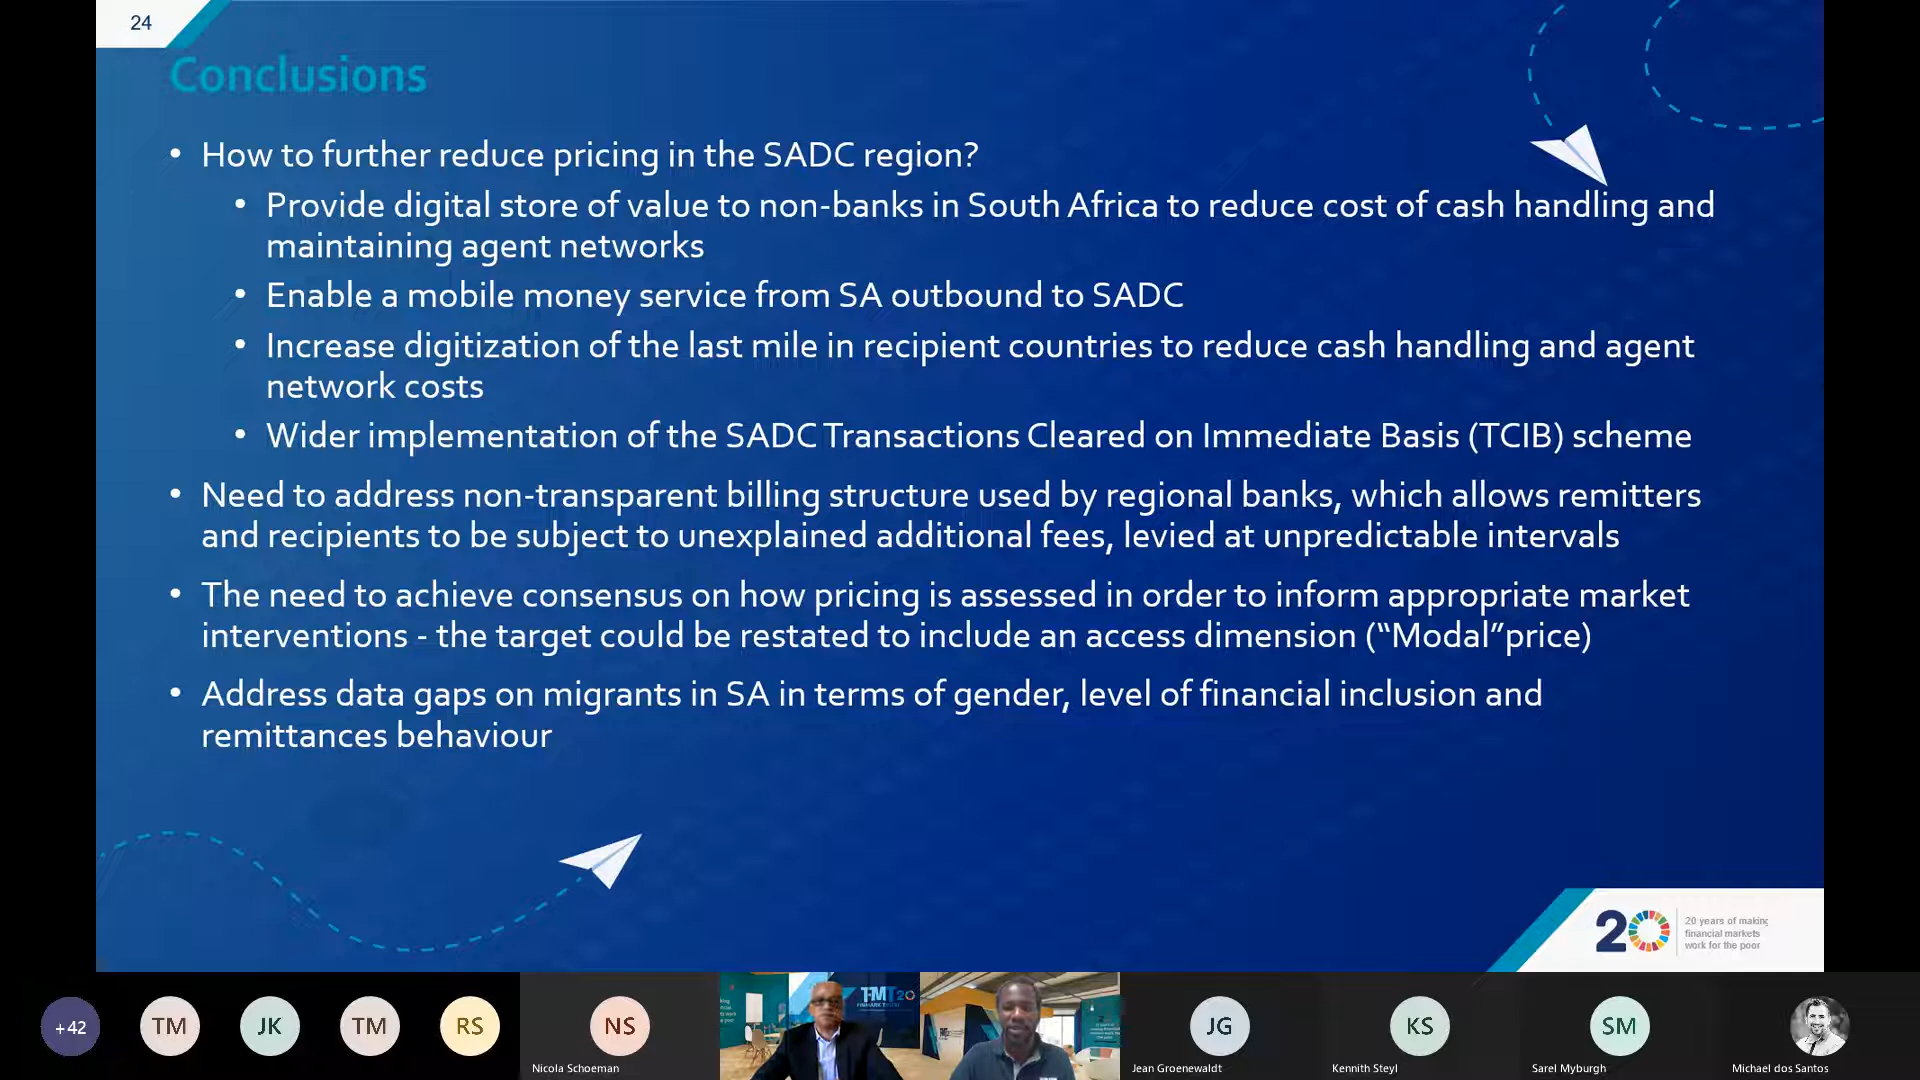 24
Conclusions
• How to further reduce pricing in the SADC region?
• Provide digital store of value to non-banks in South Africa to reduce cost of cash handling and
maintaining agent networks
• Enable a mobile money service from SA outbound to SADC
• Increase digitization of the last mile in recipient countries to reduce cash handling and agent
network costs
• Wider implementation of the SADC Transactions Cleared on Immediate Basis (TCIB) scheme
• Need to address non-transparent billing structure used by regional banks, which allows remitters
and recipients to be subject to unexplained additional fees, levied at unpredictable intervals
• The need to achieve consensus on how pricing is assessed in order to inform appropriate market
interventions - the target could be restated to include an access dimension (“Modal”price)
• Address data gaps on migrants in SA in terms of gender, level of financial inclusion and
remittances behaviour
20
20 years of making
financial markets
work for the poor
+42
TM
JK
TM
RS
NS
JG
KS
SM
Nicola Schoeman
Jean Groenewaldt
Kennith Steyl
Sarel Myburgh
Michael dos Santos